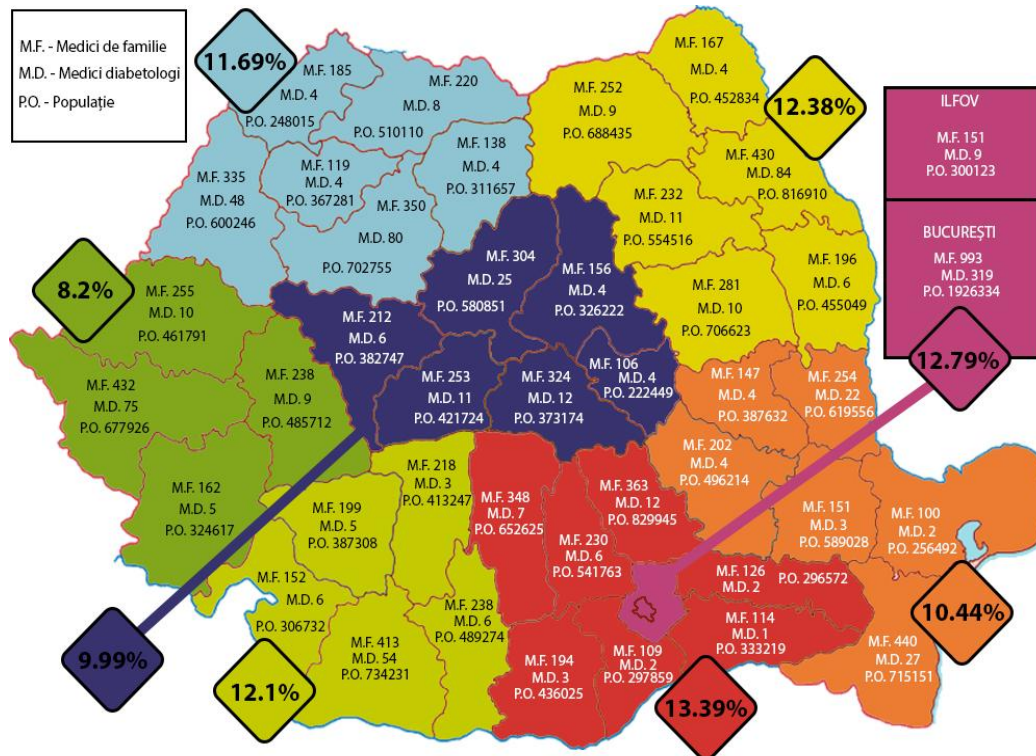 M.F. - Medici de familie
M.D. - Medici diabetologi
P.O. - Populație
11.69%
M.F. 185
M.D. 4
P.O. 248015
M.F. 220
M.D. 8
P.O. 510110
M.F. 138
M.D. 4
P.O. 311657
M.F. 119
M.D. 4
P.O. 367281
M.F. 335
M.D. 48
P.O. 600246
M.F. 350
M.D. 80
P.O. 702755
12.38%
M.F. 167
M.D. 4
P.O. 452834
M.F. 252
M.D. 9
P.O. 688435
M.F. 430
M.D. 84
P.O. 816910
M.F. 232
M.D. 11
P.O. 554516
M.F. 196
M.D. 6
P.O. 455049
M.F. 281
M.D. 10
P.O. 706623
ILFOV
M.F. 151
M.D. 9
P.O. 300123
BUCUREȘTI
M.F. 993
M.D. 319
P.O. 1926334
12.79%
8.2%
M.F. 255
M.D. 10
P.O. 461791
M.F. 432
M.D. 75
P.O. 677926
M.F. 238
M.D. 9
P.O. 485712
M.F. 162
M.D. 5
P.O. 324617
M.F. 304
M.D. 25
P.O. 580851
M.F. 156
M.D. 4
P.O. 326222
M.F. 212
M.D. 6
P.O. 382747
M.F. 253
M.D. 11
P.O. 421724
M.F. 324
M.D. 12
P.O. 373174
M.F. 106
M.D. 4
P.O. 222449
9.99%
M.F. 147
M.D. 4
P.O. 387632
M.F. 254
M.D. 22
P.O. 619556
M.F. 202
M.D. 4
P.O. 496214
M.F. 151
M.D. 3
P.O. 589028
M.F. 100
M.D. 2
P.O. 256492
M.F. 440
M.D. 27
P.O. 715151
10.44%
M.F. 218
M.D. 3
P.O. 413247
M.F. 199
M.D. 5
P.O. 387308
M.F. 152
M.D. 6
P.O. 306732
M.F. 413
M.D. 54
P.O. 734231
M.F. 238
M.D. 6
P.O. 489274
12.1%
M.F. 348
M.D. 7
P.O. 652625
M.F. 363
M.D. 12
P.O. 829945
M.F. 230
M.D. 6
P.O. 541763
M.F. 126
M.D. 2
P.O. 296572
M.F. 114
M.D. 1
P.O. 333219
M.F. 109
M.D. 2
P.O. 297859
M.F. 194
M.D. 3
P.O. 436025
13.39%